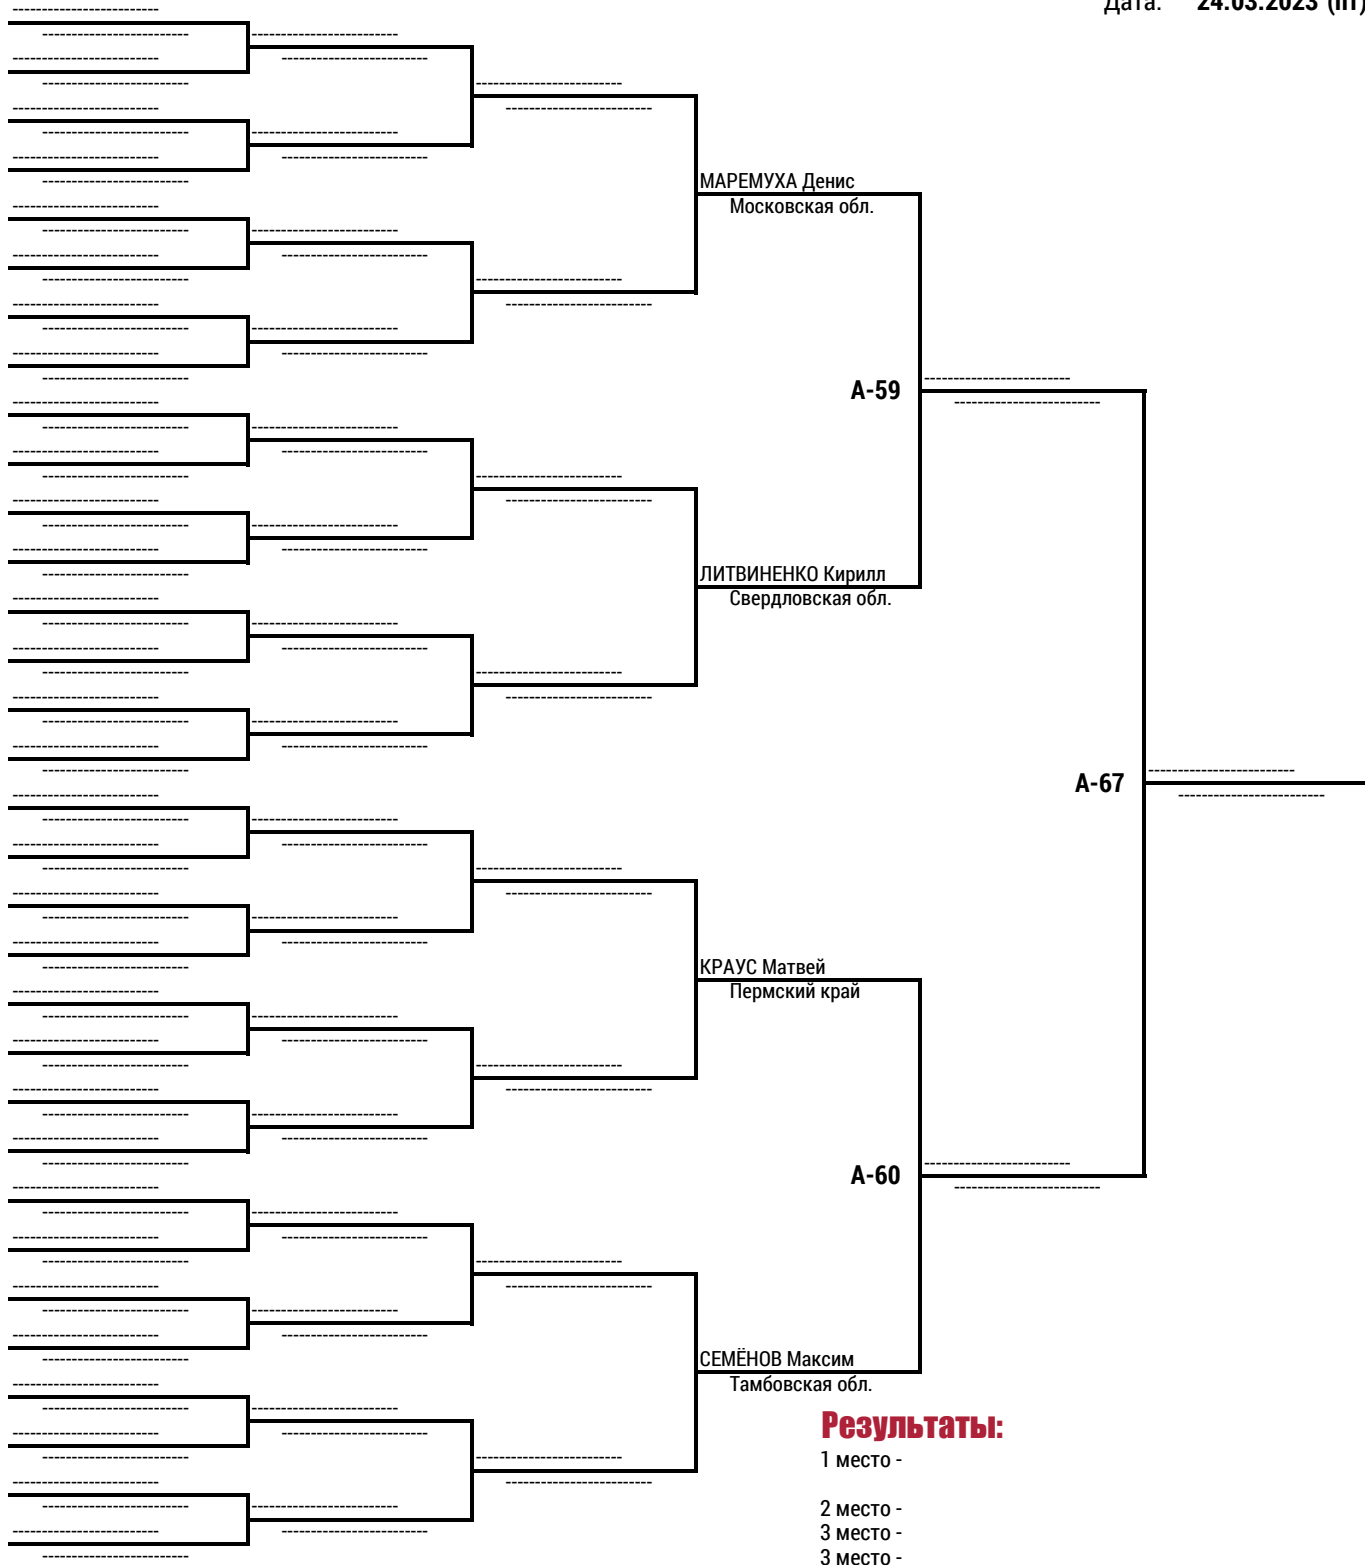 Дата: 24.03.2023 (пт)
МАРЕМУХА Денис
Московская обл.
А-59
ЛИТВИНЕНКО Кирилл
Свердловская обл.
А-67
КРАУС Матвей
Пермский край
А-60
СЕМЁНОВ Максим
Тамбовская обл.
Результаты:
1 место -
2 место -
3 место -
3 место -